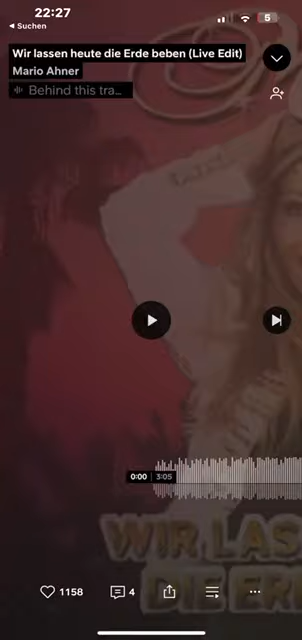 22:27
5
Suchen
Wir lassen heute die Erde beben (Live Edit)
Mario Ahner
Behind this tra...
0:00 | 3:05
WIR LAS
DIE ER
1158
4